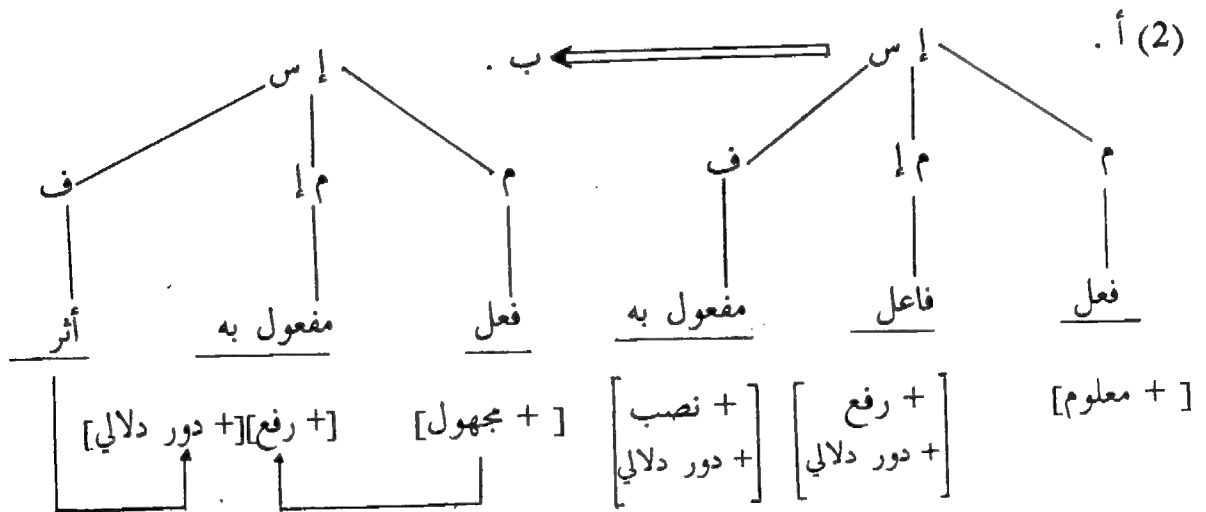 (2) أ . إ س ب . إ س
م م إ ف م م إ ف
فعل فاعل مفعول به فعل مفعول به أثر
[+ معلوم] [+ رفع [+ نصب [+ مجهول] [+ رفع][+ دور دلالي]
+ دور دلالي] + دور دلالي]